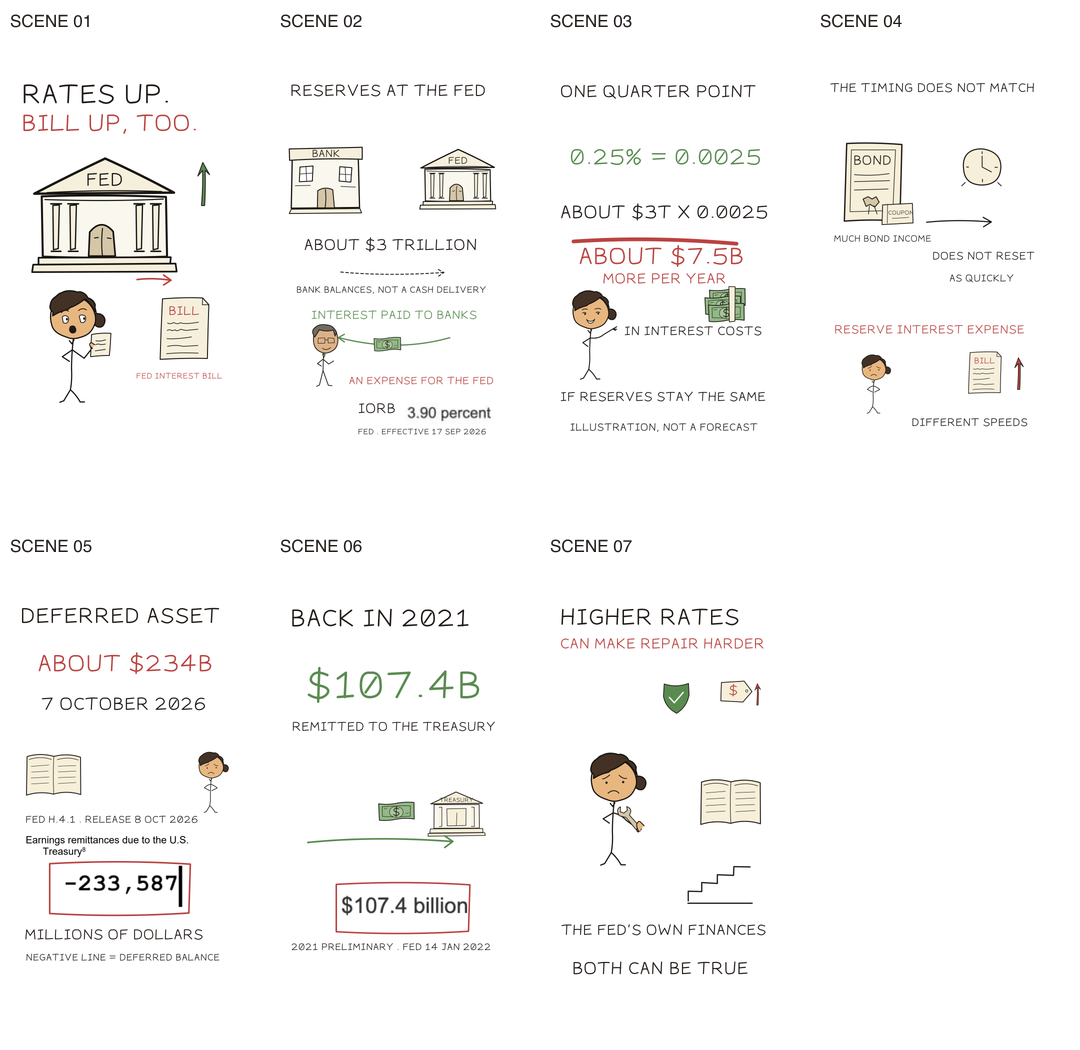 SCENE 01
RATES UP.
BILL UP, TOO.
FED
BILL
FED INTEREST BILL
SCENE 02
RESERVES AT THE FED
BANK
FED
ABOUT $3 TRILLION
BANK BALANCES, NOT A CASH DELIVERY
INTEREST PAID TO BANKS
$
AN EXPENSE FOR THE FED
IORB 3.90 percent
FED . EFFECTIVE 17 SEP 2026
SCENE 03
ONE QUARTER POINT
0.25% = 0.0025
ABOUT $3T X 0.0025
ABOUT $7.5B
MORE PER YEAR
$
$
IN INTEREST COSTS
IF RESERVES STAY THE SAME
ILLUSTRATION, NOT A FORECAST
SCENE 04
THE TIMING DOES NOT MATCH
BOND
COUPON
MUCH BOND INCOME
DOES NOT RESET
AS QUICKLY
RESERVE INTEREST EXPENSE
BILL
DIFFERENT SPEEDS
SCENE 05
DEFERRED ASSET
ABOUT $234B
7 OCTOBER 2026
FED H.4.1 . RELEASE 8 OCT 2026
Earnings remittances due to the U.S.
Treasury⁸
-233,587
MILLIONS OF DOLLARS
NEGATIVE LINE = DEFERRED BALANCE
SCENE 06
BACK IN 2021
$107.4B
REMITTED TO THE TREASURY
$
TREASURY
$107.4 billion
2021 PRELIMINARY . FED 14 JAN 2022
SCENE 07
HIGHER RATES
CAN MAKE REPAIR HARDER
$
THE FED'S OWN FINANCES
BOTH CAN BE TRUE